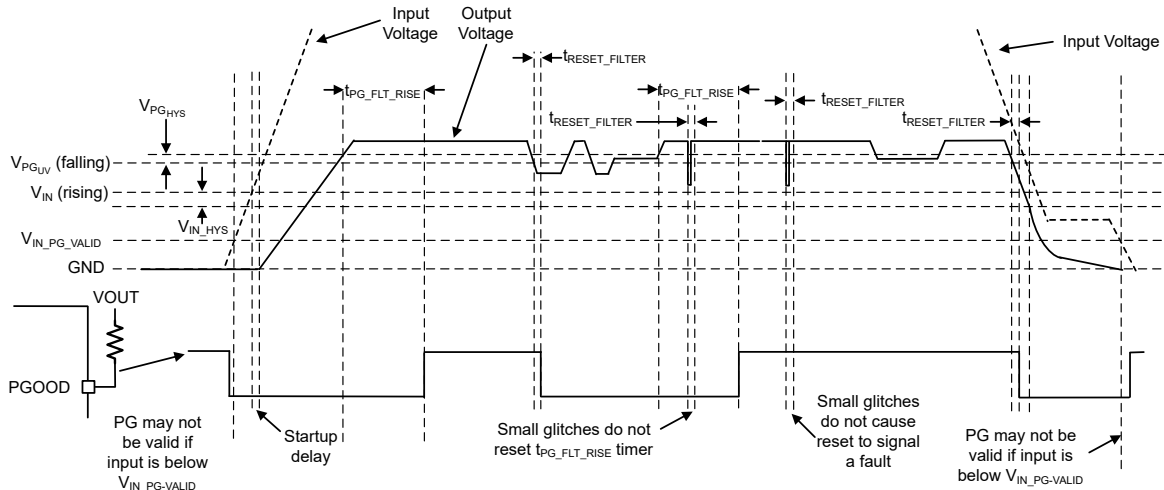 Input
Voltage
Output
Voltage
Input Voltage
tRESET_FILTER
tPG_FLT_RISE
tPG_FLT_RISE
tRESET_FILTER
tRESET_FILTER
tRESET_FILTER
VPGHYS
VPGUV (falling)
VIN (rising)
VIN_HYS
VIN_PG_VALID
GND
VOUT
PGOOD
PG may not
be valid if
input is below
VIN_PG-VALID
Startup
delay
Small glitches do not
reset tPG_FLT_RISE timer
Small glitches
do not cause
reset to signal
a fault
PG may not be
valid if input is
below VIN_PG-VALID